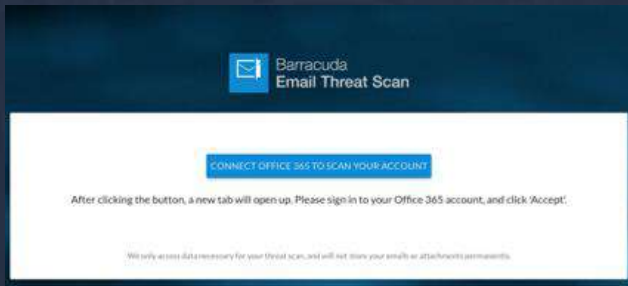 Barracuda
Email Threat Scan
CONNECT OFFICE 365 TO SCAN YOUR ACCOUNT
After clicking the button, a new tab will open up. Please sign in to your Office 365 account, and click 'Accept'.
We only access data necessary for your threat scan, and will not store your emails or attachments permanently.